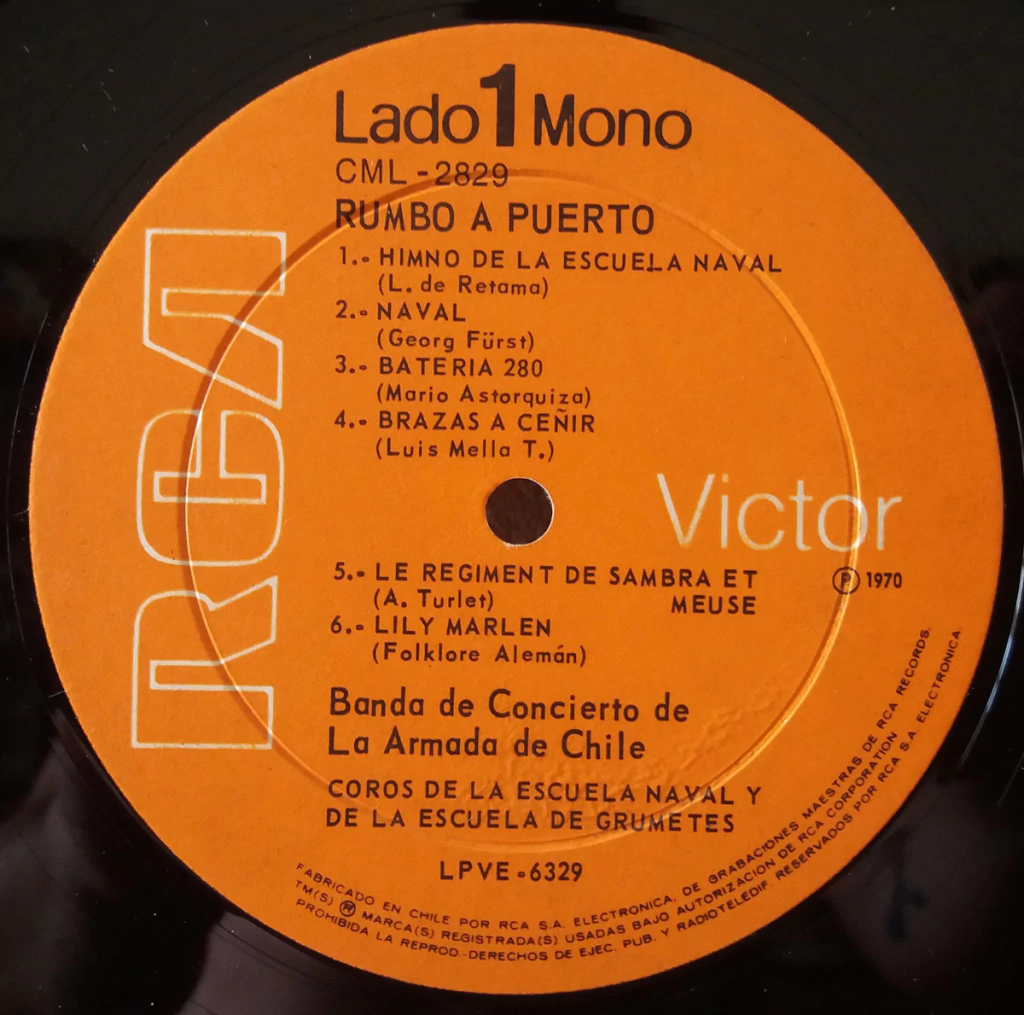 Lado 1 Mono
CML - 2829
RUMBO A PUERTO
1.- HIMNO DE LA ESCUELA NAVAL
(L. de Retama)
2.- NAVAL
(Georg Fürst)
3.- BATERIA 280
(Mario Astorquiza)
4.- BRAZAS A CEÑIR
(Luis Mella T.)
RCA
Victor
5.- LE REGIMENT DE SAMBRA ET
MEUSE
(A. Turlet)
℗ 1970
6.- LILY MARLEN
(Folklore Alemán)
Banda de Concierto de
La Armada de Chile
COROS DE LA ESCUELA NAVAL Y
DE LA ESCUELA DE GRUMETES
LPVE - 6329
FABRICADO EN CHILE POR RCA S.A. ELECTRONICA, DE GRABACIONES MAESTRAS DE RCA RECORDS.
TM(S) ® MARCA(S) REGISTRADA(S) USADAS BAJO AUTORIZACION DE RCA CORPORATION
PROHIBIDA LA REPROD.-DERECHOS DE EJEC. PUB. Y RADIOTELEDIF. RESERVADOS POR RCA S.A. ELECTRONICA.